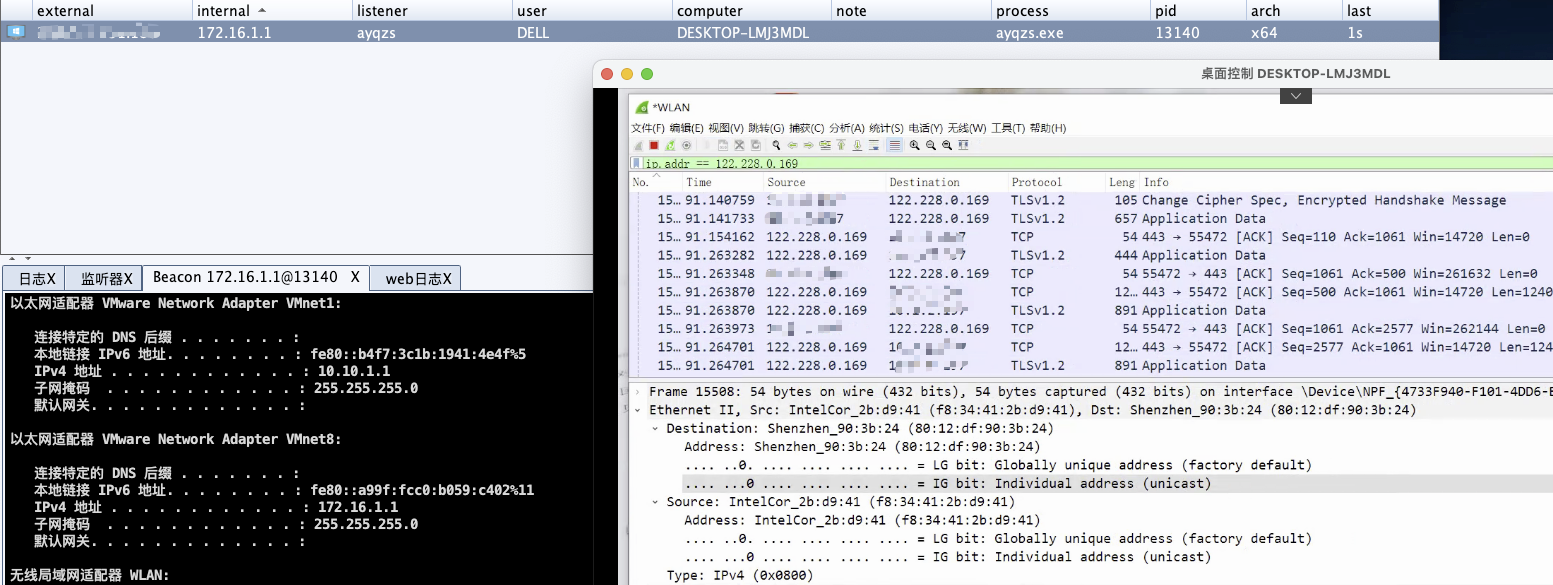 external internal listener user computer note process pid arch last
172.16.1.1 ayqzs DELL DESKTOP-LMJ3MDL ayqzs.exe 13140 x64 1s
日志X 监听器X Beacon 172.16.1.1@13140 X web日志X
以太网适配器 VMware Network Adapter VMnet1:
连接特定的 DNS 后缀 . . . . . . . :
本地链接 IPv6 地址. . . . . . . . : fe80::b4f7:3c1b:1941:4e4f%5
IPv4 地址 . . . . . . . . . . . . : 10.10.1.1
子网掩码 . . . . . . . . . . . . : 255.255.255.0
默认网关. . . . . . . . . . . . . :
以太网适配器 VMware Network Adapter VMnet8:
连接特定的 DNS 后缀 . . . . . . . :
本地链接 IPv6 地址. . . . . . . . : fe80::a99f:fcc0:b059:c402%11
IPv4 地址 . . . . . . . . . . . . : 172.16.1.1
子网掩码 . . . . . . . . . . . . : 255.255.255.0
默认网关. . . . . . . . . . . . . :
无线局域网适配器 WLAN:
桌面控制 DESKTOP-LMJ3MDL
*WLAN
文件(F) 编辑(E) 视图(V) 跳转(G) 捕获(C) 分析(A) 统计(S) 电话(Y) 无线(W) 工具(T) 帮助(H)
ip.addr == 122.228.0.169
No. Time Source Destination Protocol Leng Info
15… 91.140759 122.228.0.169 TLSv1.2 105 Change Cipher Spec, Encrypted Handshake Message
15… 91.141733 7 122.228.0.169 TLSv1.2 657 Application Data
15… 91.154162 122.228.0.169 TCP 54 443 → 55472 [ACK] Seq=110 Ack=1061 Win=14720 Len=0
15… 91.263282 122.228.0.169 TLSv1.2 444 Application Data
15… 91.263348 122.228.0.169 TCP 54 55472 → 443 [ACK] Seq=1061 Ack=500 Win=261632 Len=0
15… 91.263870 122.228.0.169 TCP 12… 443 → 55472 [ACK] Seq=500 Ack=1061 Win=14720 Len=1240
15… 91.263870 122.228.0.169 TLSv1.2 891 Application Data
15… 91.263973 122.228.0.169 TCP 54 55472 → 443 [ACK] Seq=1061 Ack=2577 Win=262144 Len=0
15… 91.264701 122.228.0.169 TCP 12… 443 → 55472 [ACK] Seq=2577 Ack=1061 Win=14720 Len=124
15… 91.264701 122.228.0.169 TLSv1.2 891 Application Data
Frame 15508: 54 bytes on wire (432 bits), 54 bytes captured (432 bits) on interface \Device\NPF_{4733F940-F101-4DD6-E
Ethernet II, Src: IntelCor_2b:d9:41 (f8:34:41:2b:d9:41), Dst: Shenzhen_90:3b:24 (80:12:df:90:3b:24)
Destination: Shenzhen_90:3b:24 (80:12:df:90:3b:24)
Address: Shenzhen_90:3b:24 (80:12:df:90:3b:24)
.... ..0. .... .... .... .... = LG bit: Globally unique address (factory default)
.... ...0 .... .... .... .... = IG bit: Individual address (unicast)
Source: IntelCor_2b:d9:41 (f8:34:41:2b:d9:41)
Address: IntelCor_2b:d9:41 (f8:34:41:2b:d9:41)
.... ..0. .... .... .... .... = LG bit: Globally unique address (factory default)
.... ...0 .... .... .... .... = IG bit: Individual address (unicast)
Type: IPv4 (0x0800)